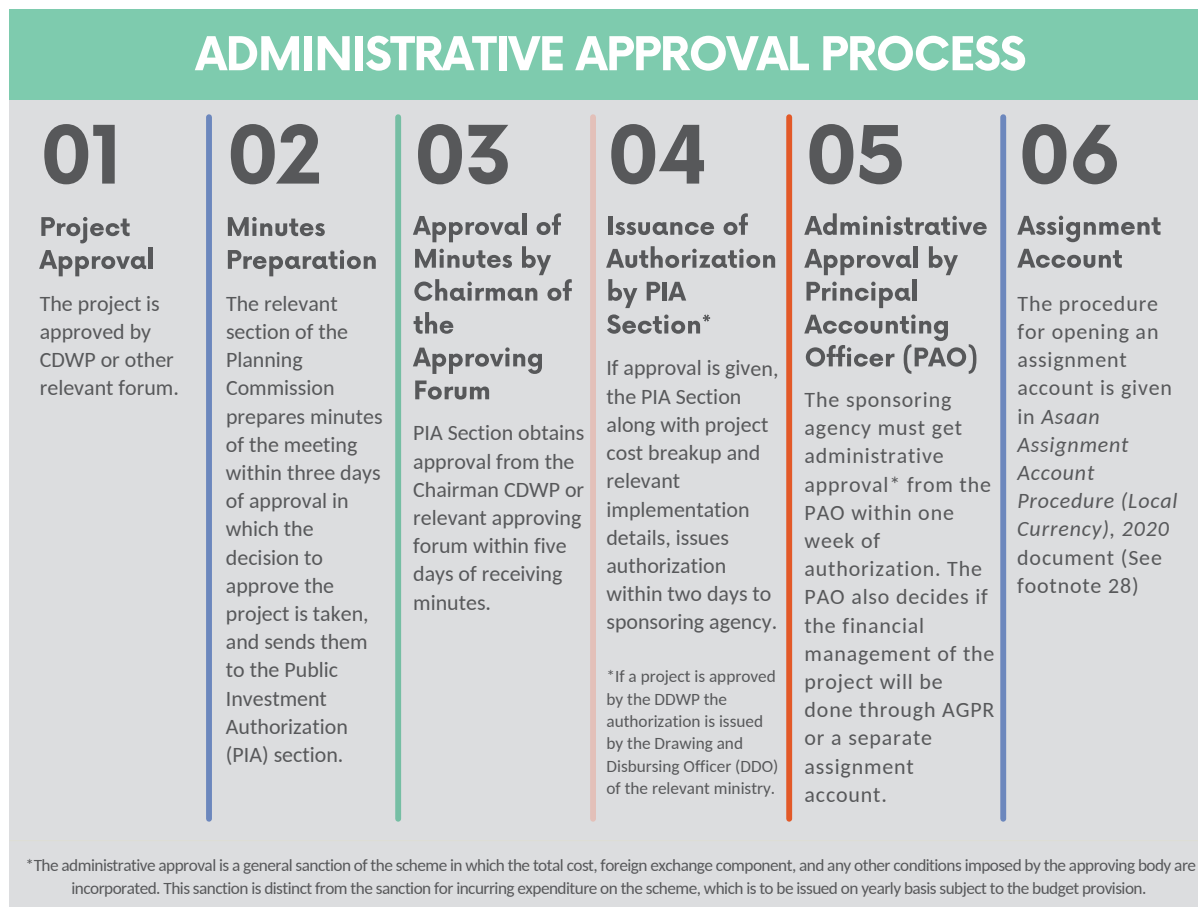 ADMINISTRATIVE APPROVAL PROCESS
01
Project
Approval
The project is
approved by
CDWP or other
relevant forum.
02
Minutes
Preparation
The relevant
section of the
Planning
Commission
prepares minutes
of the meeting
within three days
of approval in
which the
decision to
approve the
project is taken,
and sends them
to the Public
Investment
Authorization
(PIA) section.
03
Approval of
Minutes by
Chairman of
the
Approving
Forum
PIA Section obtains
approval from the
Chairman CDWP or
relevant approving
forum within five
days of receiving
minutes.
04
Issuance of
Authorization
by PIA
Section*
If approval is given,
the PIA Section
along with project
cost breakup and
relevant
implementation
details, issues
authorization
within two days to
sponsoring agency.
*If a project is approved
by the DDWP the
authorization is issued
by the Drawing and
Disbursing Officer (DDO)
of the relevant ministry.
05
Administrative
Approval by
Principal
Accounting
Officer (PAO)
The sponsoring
agency must get
administrative
approval* from the
PAO within one
week of
authorization. The
PAO also decides if
the financial
management of the
project will be
done through AGPR
or a separate
assignment
account.
06
Assignment
Account
The procedure
for opening an
assignment
account is given
in Asaan
Assignment
Account
Procedure (Local
Currency), 2020
document (See
footnote 28)
*The administrative approval is a general sanction of the scheme in which the total cost, foreign exchange component, and any other conditions imposed by the approving body are
incorporated. This sanction is distinct from the sanction for incurring expenditure on the scheme, which is to be issued on yearly basis subject to the budget provision.